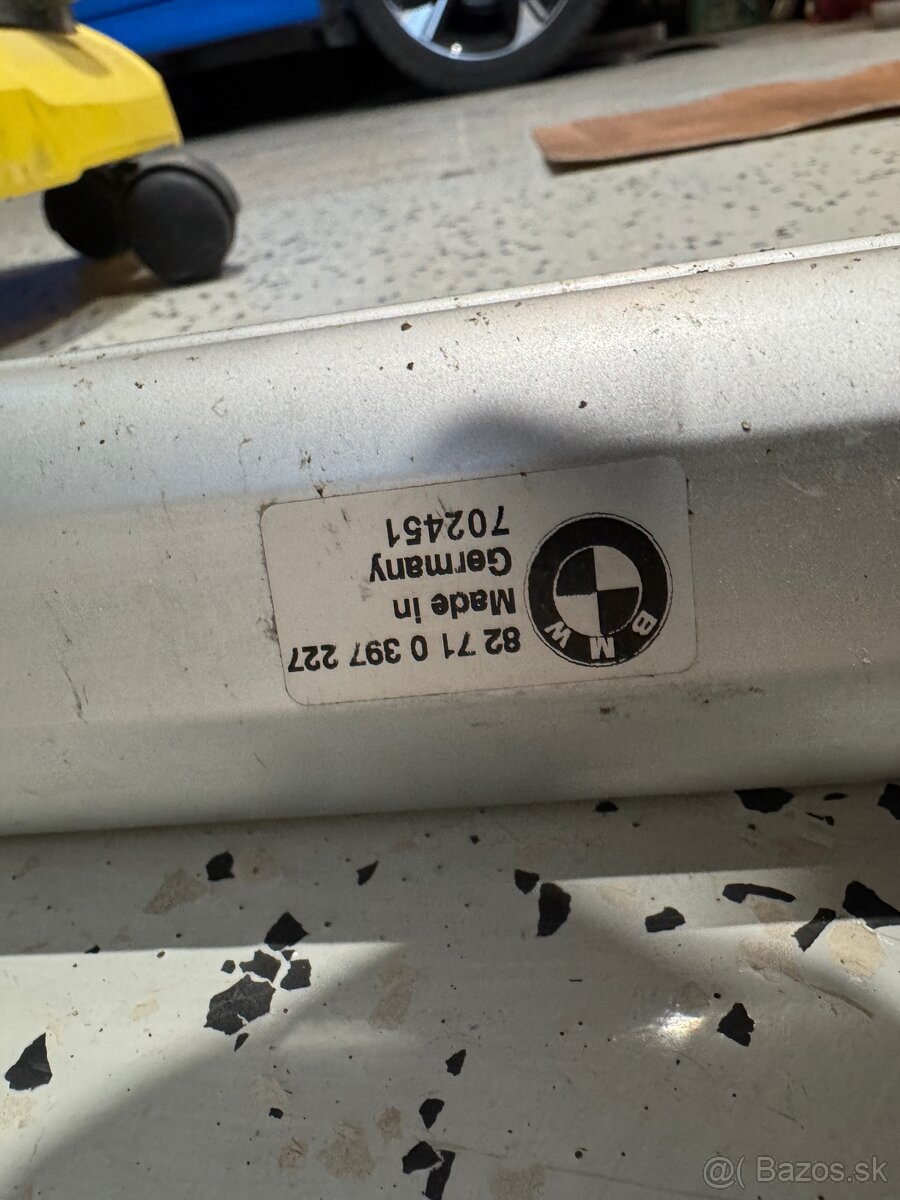 BMW
82 71 0 397 227
Made in
Germany
702451
@( Bazos.sk